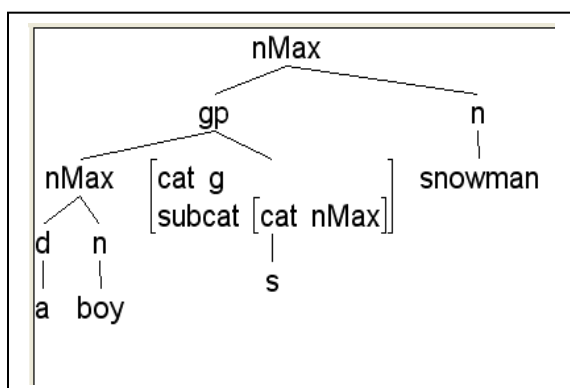 nMax
gp n
nMax cat g snowman
subcat [cat nMax]
d n
s
a boy